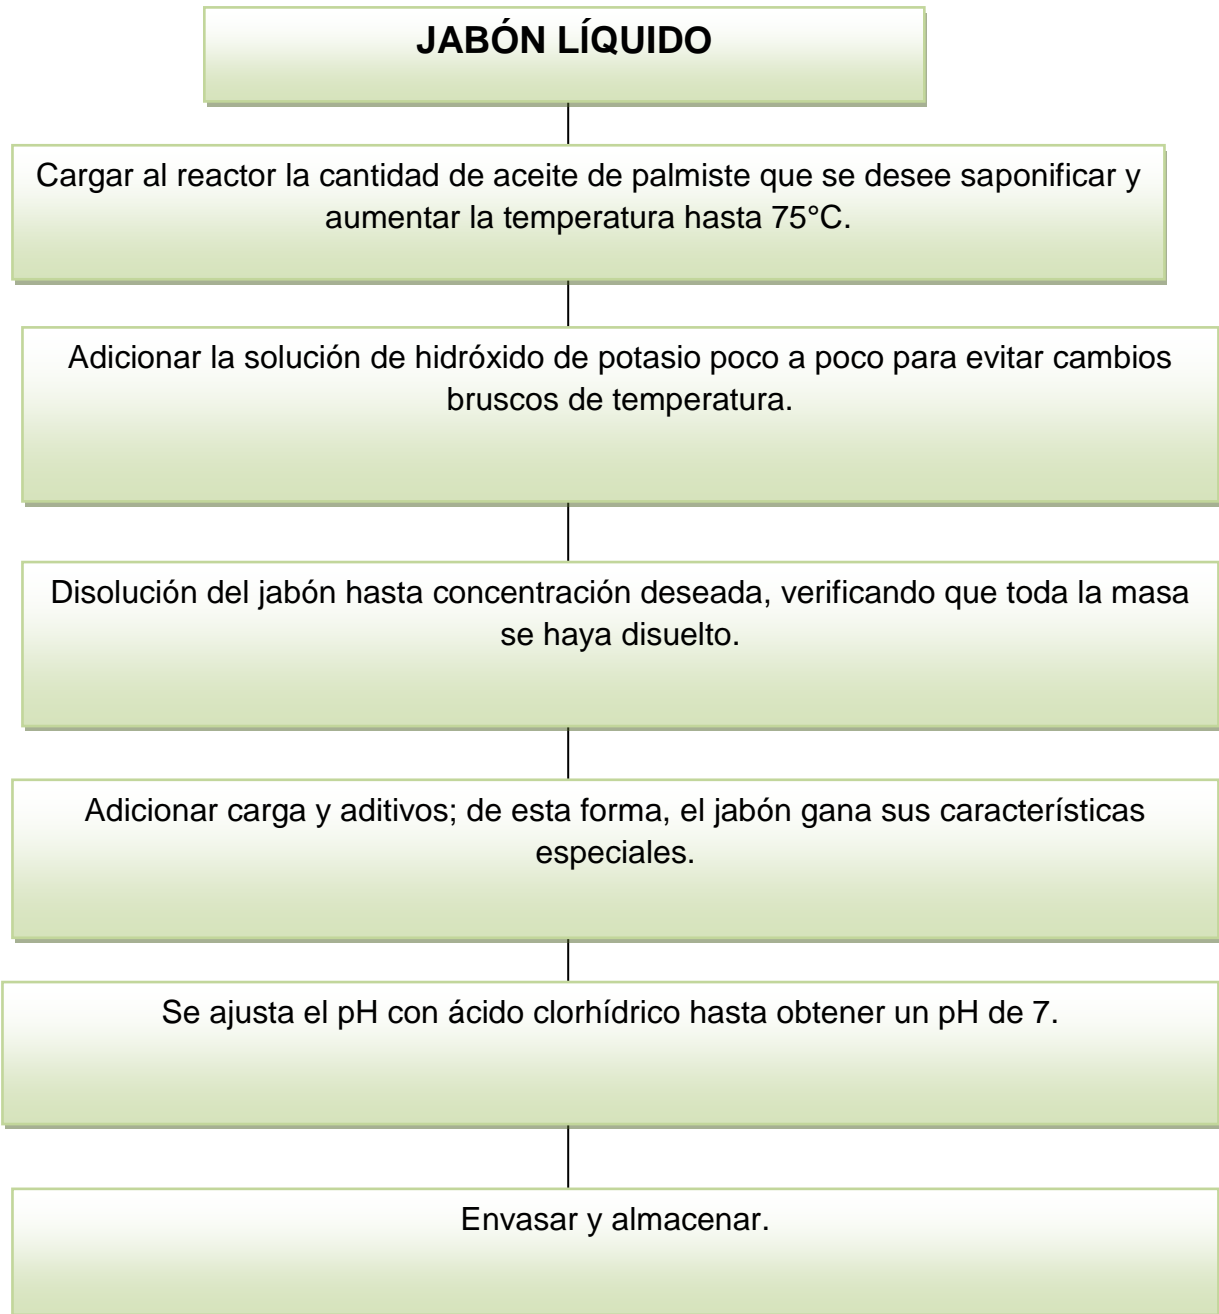 JABÓN LÍQUIDO
Cargar al reactor la cantidad de aceite de palmiste que se desee saponificar y
aumentar la temperatura hasta 75°C.
Adicionar la solución de hidróxido de potasio poco a poco para evitar cambios
bruscos de temperatura.
Disolución del jabón hasta concentración deseada, verificando que toda la masa
se haya disuelto.
Adicionar carga y aditivos; de esta forma, el jabón gana sus características
especiales.
Se ajusta el pH con ácido clorhídrico hasta obtener un pH de 7.
Envasar y almacenar.